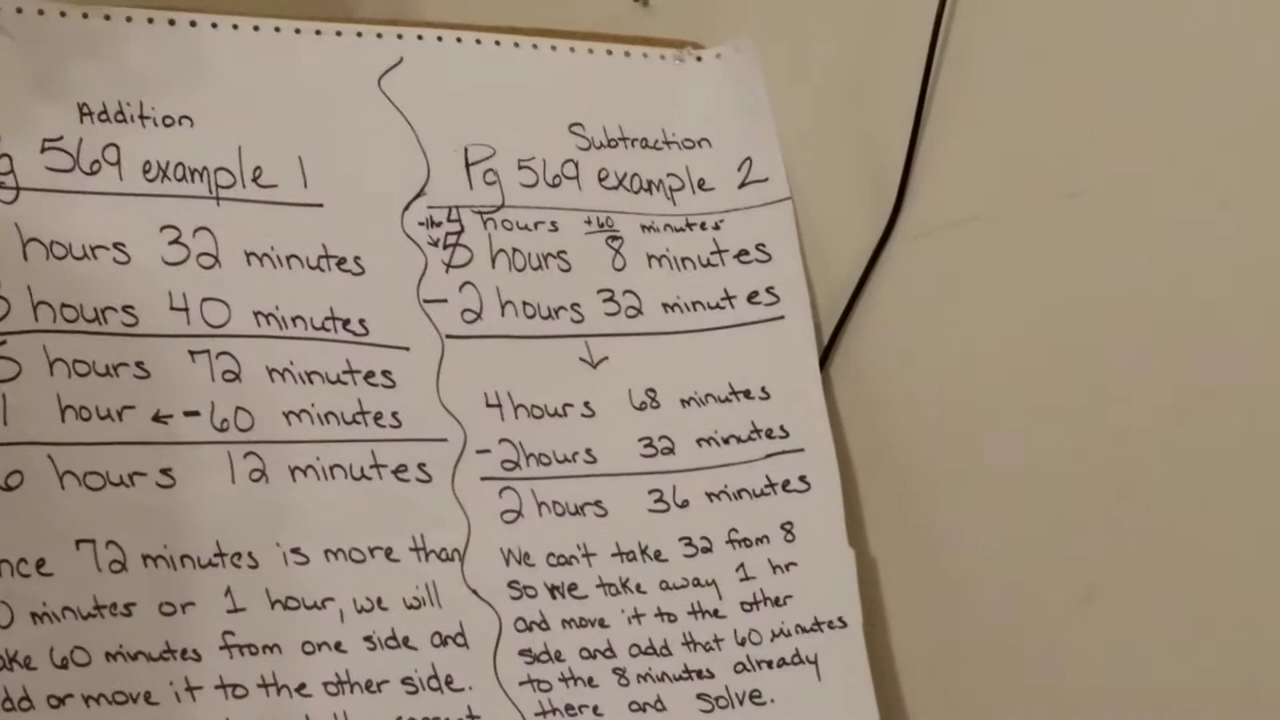 Addition
569 example 1
hours 32 minutes
hours 40 minutes
5 hours 72 minutes
1 hour ←-60 minutes
hours 12 minutes
72 minutes is more than
minutes or 1 hour, we will
60 minutes from one side and
or move it to the other side.
Subtraction
Pg 569 example 2
-1hr 4 hours +60 minutes
5 hours 8 minutes
- 2 hours 32 minutes
↓
4 hours 68 minutes
- 2 hours 32 minutes
2 hours 36 minutes
We can't take 32 from 8
So we take away 1 hr
and move it to the other
side and add that 60 minutes
to the 8 minutes already
there and solve.